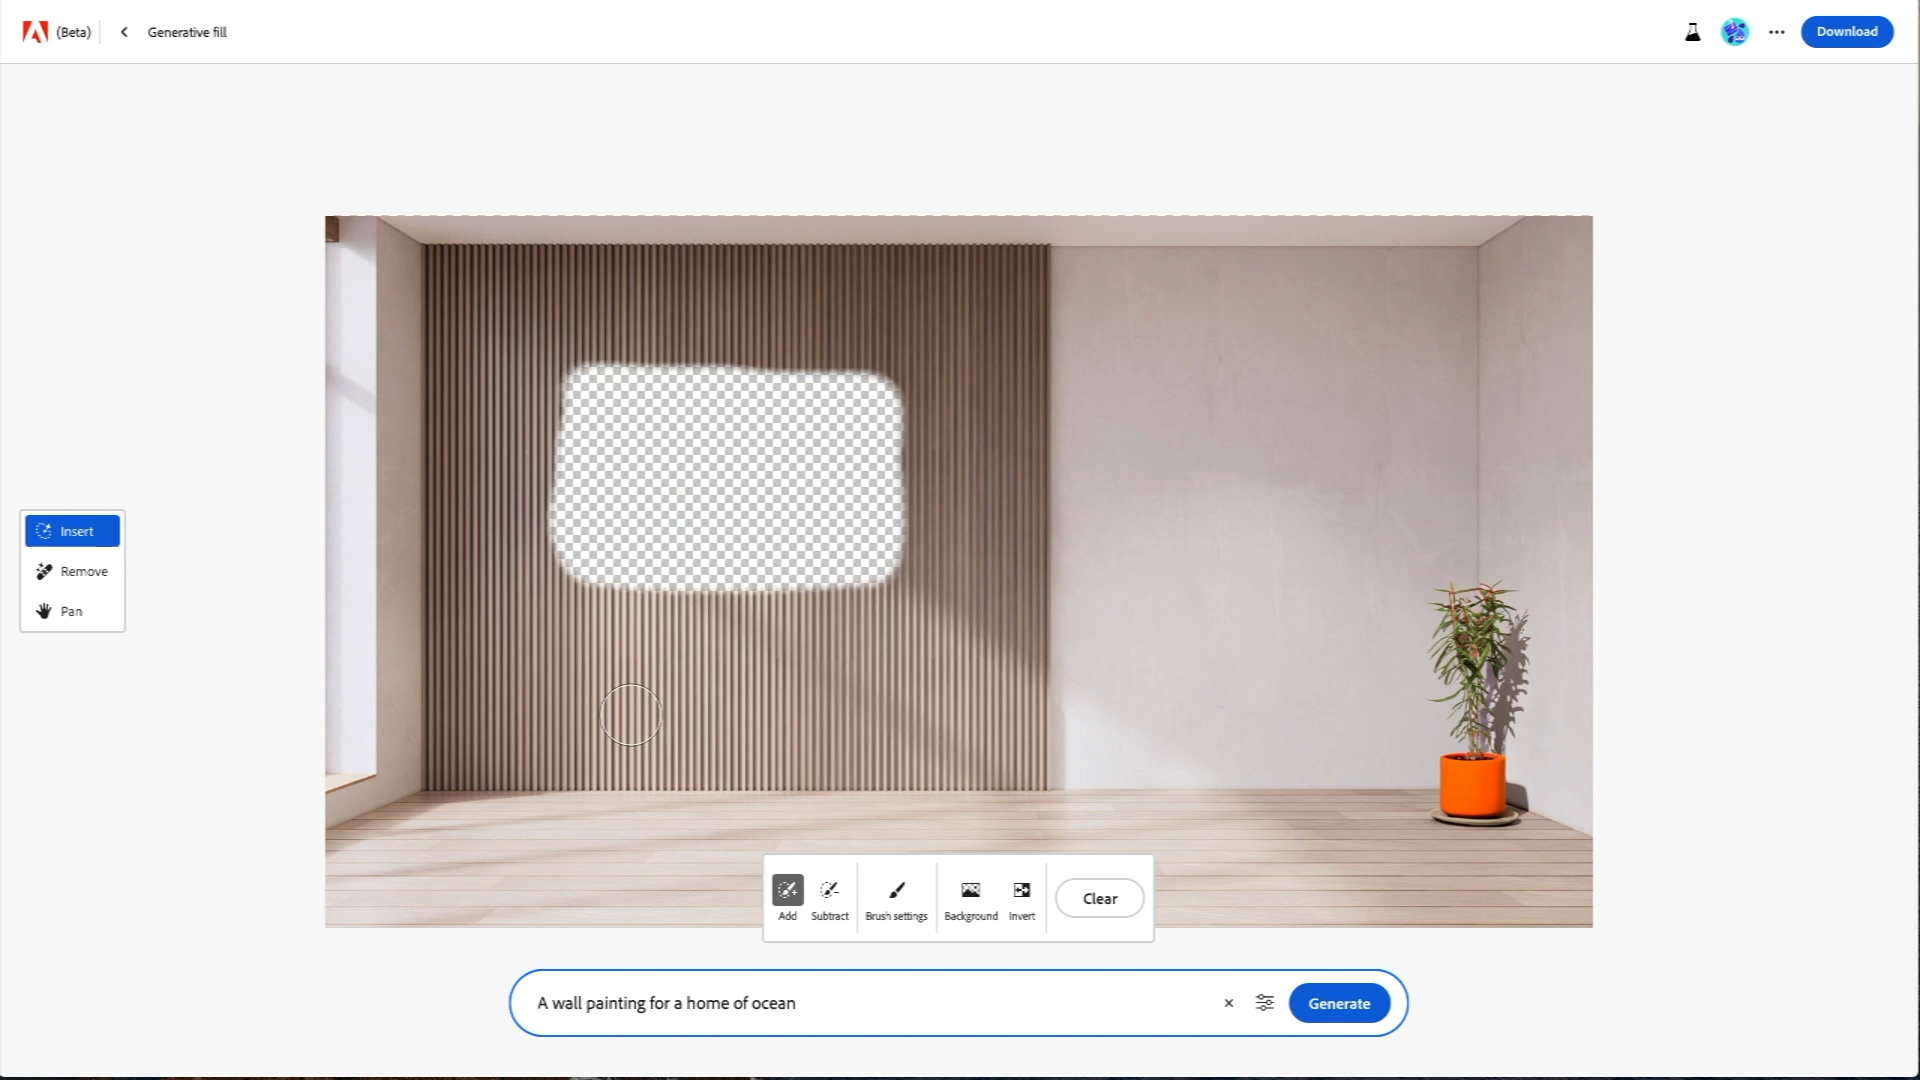 (Beta)
Generative fill
Download
Insert
Remove
Pan
Add
Subtract
Brush settings
Background
Invert
Clear
A wall painting for a home of ocean
Generate